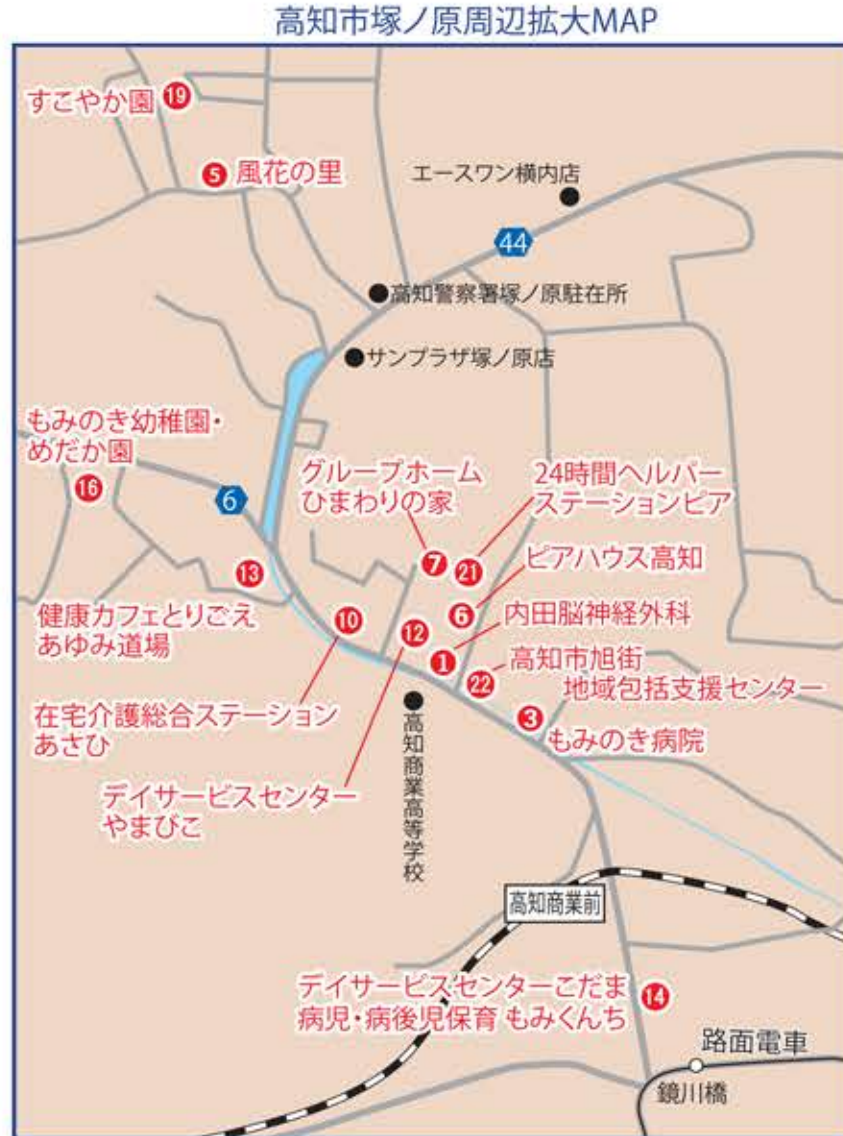 高知市塚ノ原周辺拡大MAP
すこやか園
19
5
風花の里
エースワン横内店
44
高知警察署塚ノ原駐在所
サンプラザ塚ノ原店
もみのき幼稚園・
めだか園
16
6
グループホーム
ひまわりの家
24時間ヘルパー
ステーションピア
7
21
ピアハウス高知
6
13
健康カフェとりごえ
あゆみ道場
10
12
内田脳神経外科
1
22
高知市旭街
地域包括支援センター
在宅介護総合ステーション
あさひ
3
もみのき病院
デイサービスセンター
やまびこ
高知商業高等学校
高知商業前
デイサービスセンターこだま
病児・病後児保育 もみくんち
14
路面電車
鏡川橋